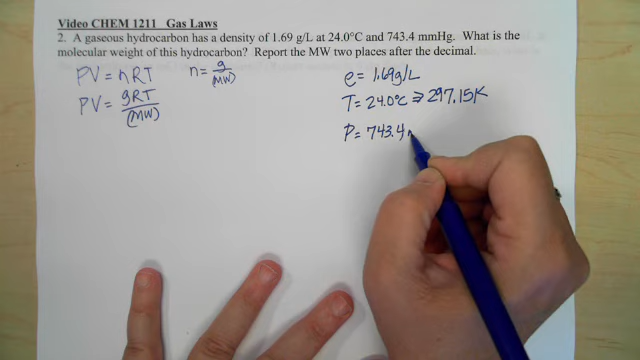 Video CHEM 1211 Gas Laws
2. A gaseous hydrocarbon has a density of 1.69 g/L at 24.0°C and 743.4 mmHg. What is the
molecular weight of this hydrocarbon? Report the MW two places after the decimal.
PV = nRT n = g/(MW)
PV = gRT/(MW)
ρ = 1.69g/L
T = 24.0°C ⇒ 297.15K
P = 743.4